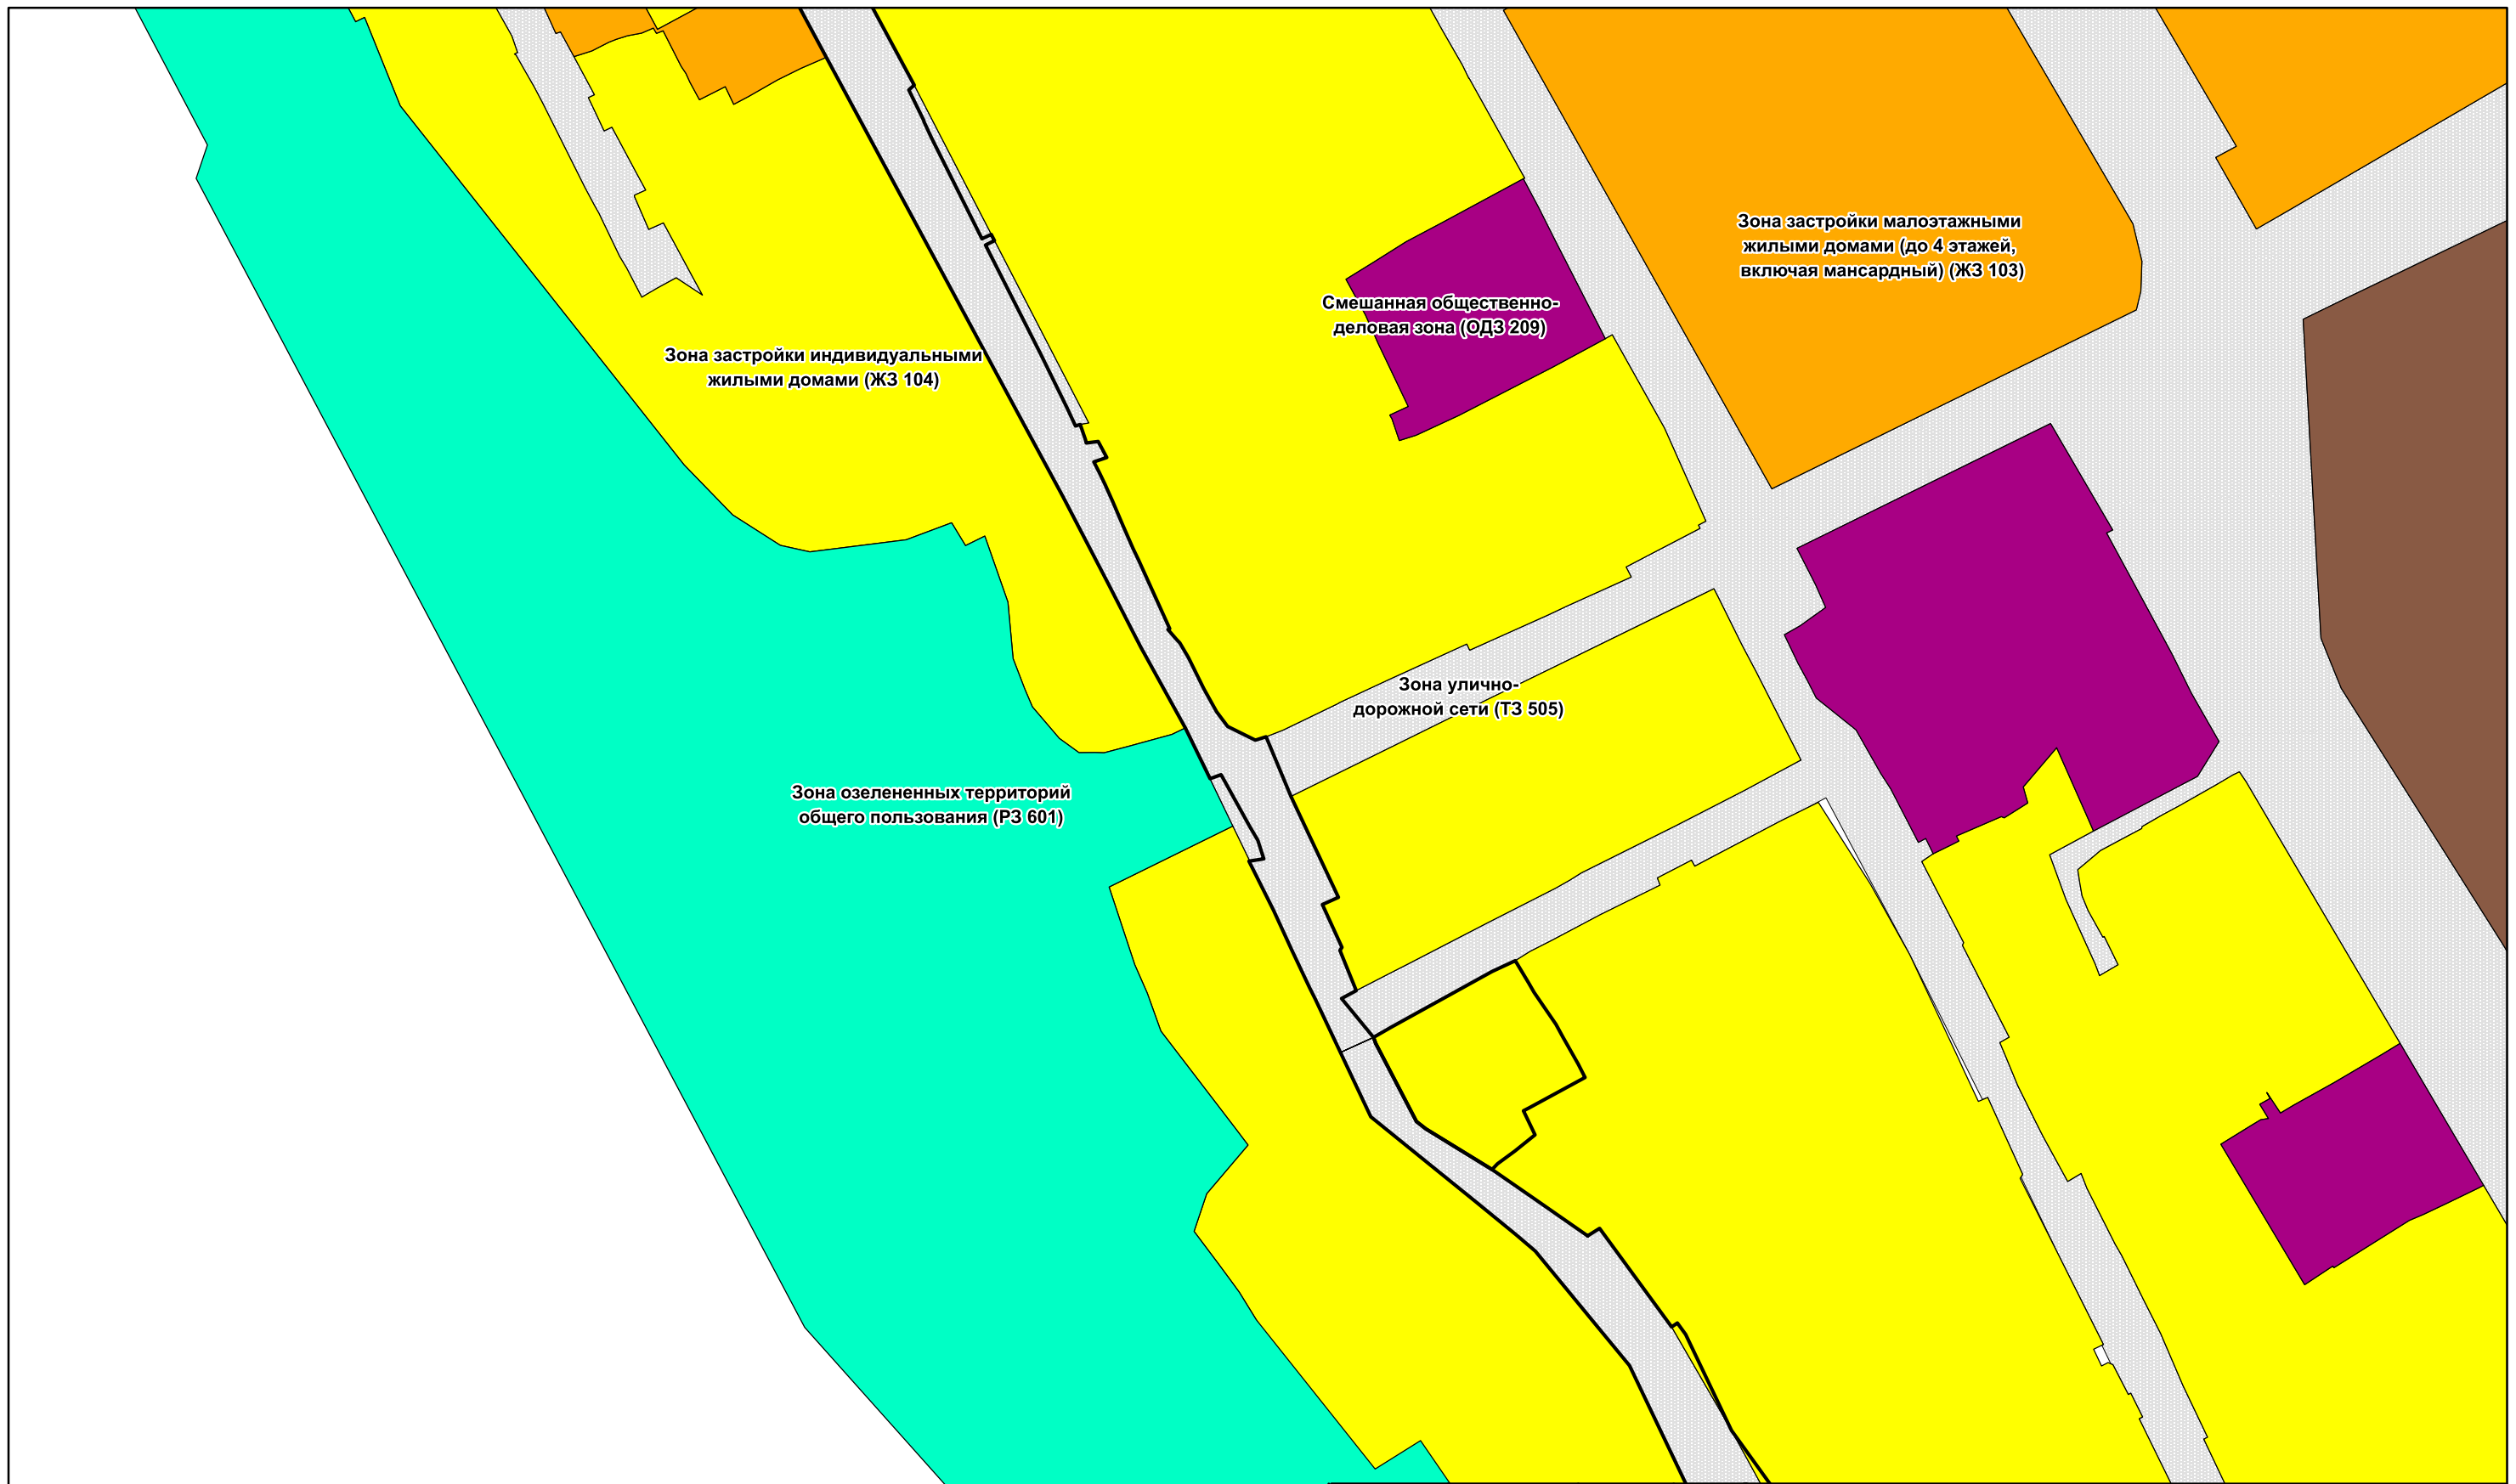 Зона застройки малоэтажными
жилыми домами (до 4 этажей,
включая мансардный) (ЖЗ 103)
Смешанная общественно-
деловая зона (ОДЗ 209)
Зона застройки индивидуальными
жилыми домами (ЖЗ 104)
Зона улично-
дорожной сети (ТЗ 505)
Зона озелененных территорий
общего пользования (РЗ 601)